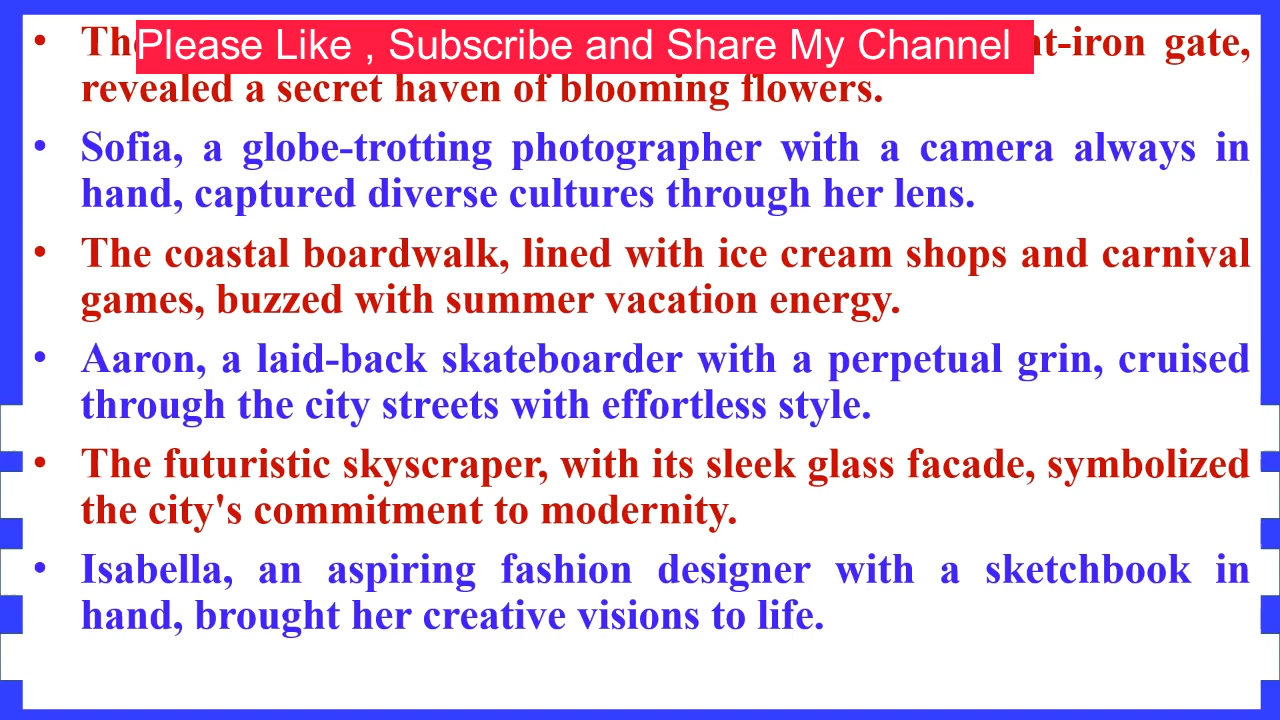 Please Like , Subscribe and Share My Channel
gate,
revealed a secret haven of blooming flowers.
• Sofia, a globe-trotting photographer with a camera always in
hand, captured diverse cultures through her lens.
• The coastal boardwalk, lined with ice cream shops and carnival
games, buzzed with summer vacation energy.
• Aaron, a laid-back skateboarder with a perpetual grin, cruised
through the city streets with effortless style.
• The futuristic skyscraper, with its sleek glass facade, symbolized
the city's commitment to modernity.
• Isabella, an aspiring fashion designer with a sketchbook in
hand, brought her creative visions to life.